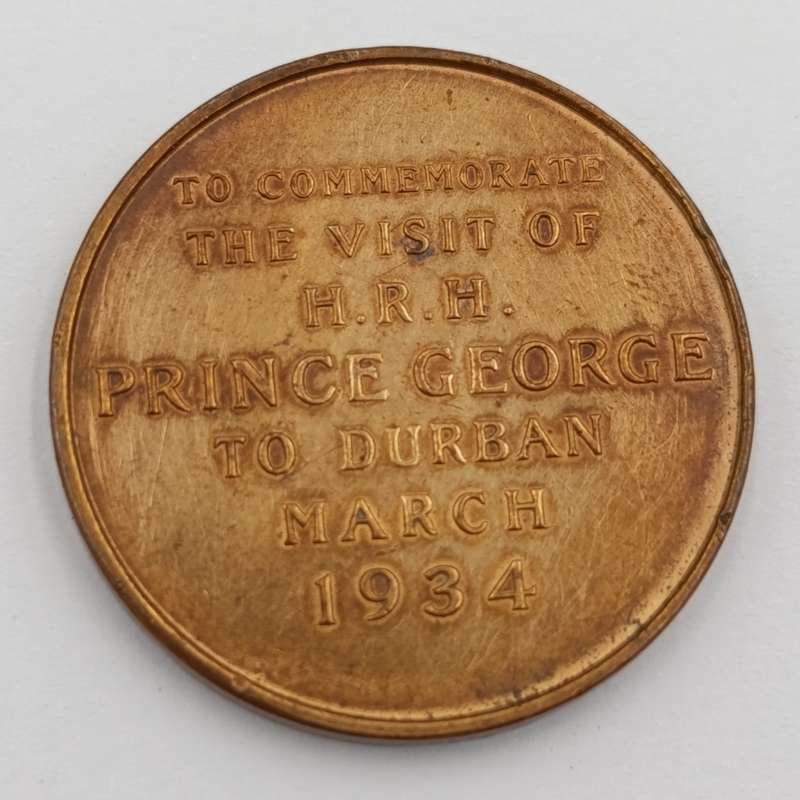 TO COMMEMORATE
THE VISIT OF
H.R.H.
PRINCE GEORGE
TO DURBAN
MARCH
1934